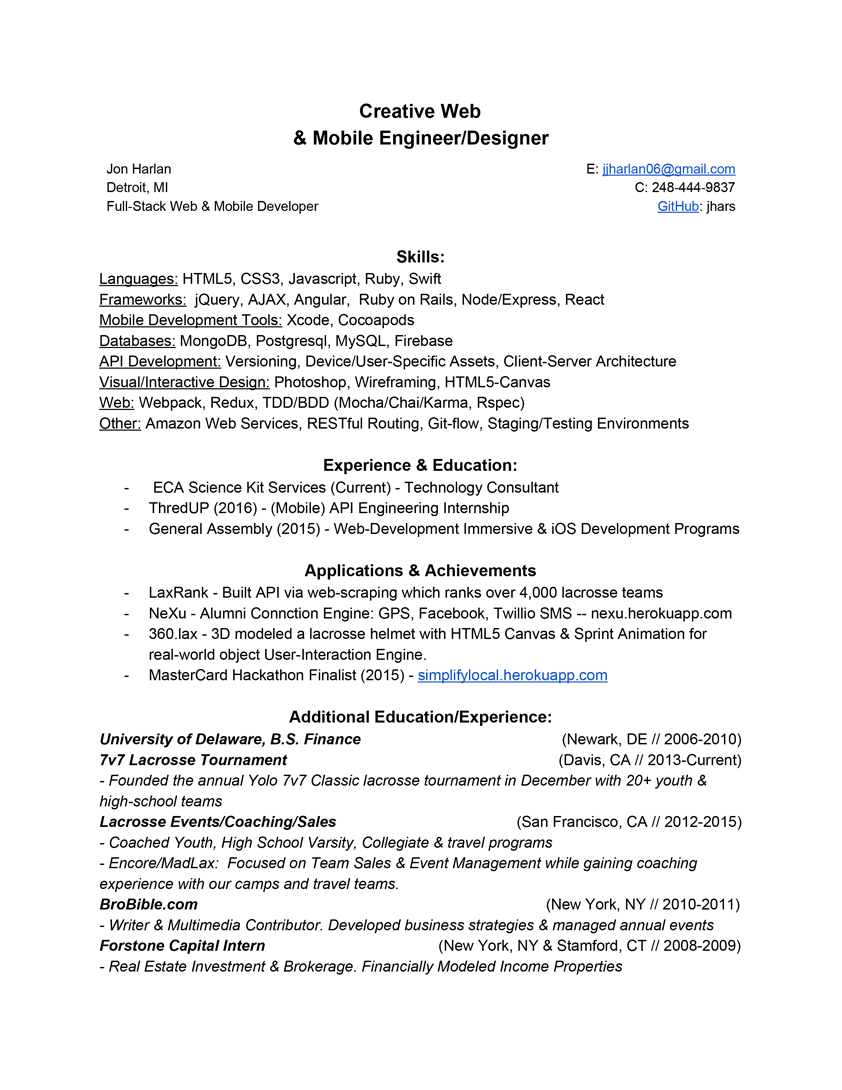 Creative Web
& Mobile Engineer/Designer
Jon Harlan E: jjharlan06@gmail.com
Detroit, MI C: 248-444-9837
Full-Stack Web & Mobile Developer GitHub: jhars
Skills:
Languages: HTML5, CSS3, Javascript, Ruby, Swift
Frameworks: jQuery, AJAX, Angular, Ruby on Rails, Node/Express, React
Mobile Development Tools: Xcode, Cocoapods
Databases: MongoDB, Postgresql, MySQL, Firebase
API Development: Versioning, Device/User-Specific Assets, Client-Server Architecture
Visual/Interactive Design: Photoshop, Wireframing, HTML5-Canvas
Web: Webpack, Redux, TDD/BDD (Mocha/Chai/Karma, Rspec)
Other: Amazon Web Services, RESTful Routing, Git-flow, Staging/Testing Environments
Experience & Education:
- ECA Science Kit Services (Current) - Technology Consultant
- ThredUP (2016) - (Mobile) API Engineering Internship
- General Assembly (2015) - Web-Development Immersive & iOS Development Programs
Applications & Achievements
- LaxRank - Built API via web-scraping which ranks over 4,000 lacrosse teams
- NeXu - Alumni Connction Engine: GPS, Facebook, Twillio SMS -- nexu.herokuapp.com
- 360.lax - 3D modeled a lacrosse helmet with HTML5 Canvas & Sprint Animation for
real-world object User-Interaction Engine.
- MasterCard Hackathon Finalist (2015) - simplifylocal.herokuapp.com
Additional Education/Experience:
University of Delaware, B.S. Finance (Newark, DE // 2006-2010)
7v7 Lacrosse Tournament (Davis, CA // 2013-Current)
- Founded the annual Yolo 7v7 Classic lacrosse tournament in December with 20+ youth &
high-school teams
Lacrosse Events/Coaching/Sales (San Francisco, CA // 2012-2015)
- Coached Youth, High School Varsity, Collegiate & travel programs
- Encore/MadLax: Focused on Team Sales & Event Management while gaining coaching
experience with our camps and travel teams.
BroBible.com (New York, NY // 2010-2011)
- Writer & Multimedia Contributor. Developed business strategies & managed annual events
Forstone Capital Intern (New York, NY & Stamford, CT // 2008-2009)
- Real Estate Investment & Brokerage. Financially Modeled Income Properties